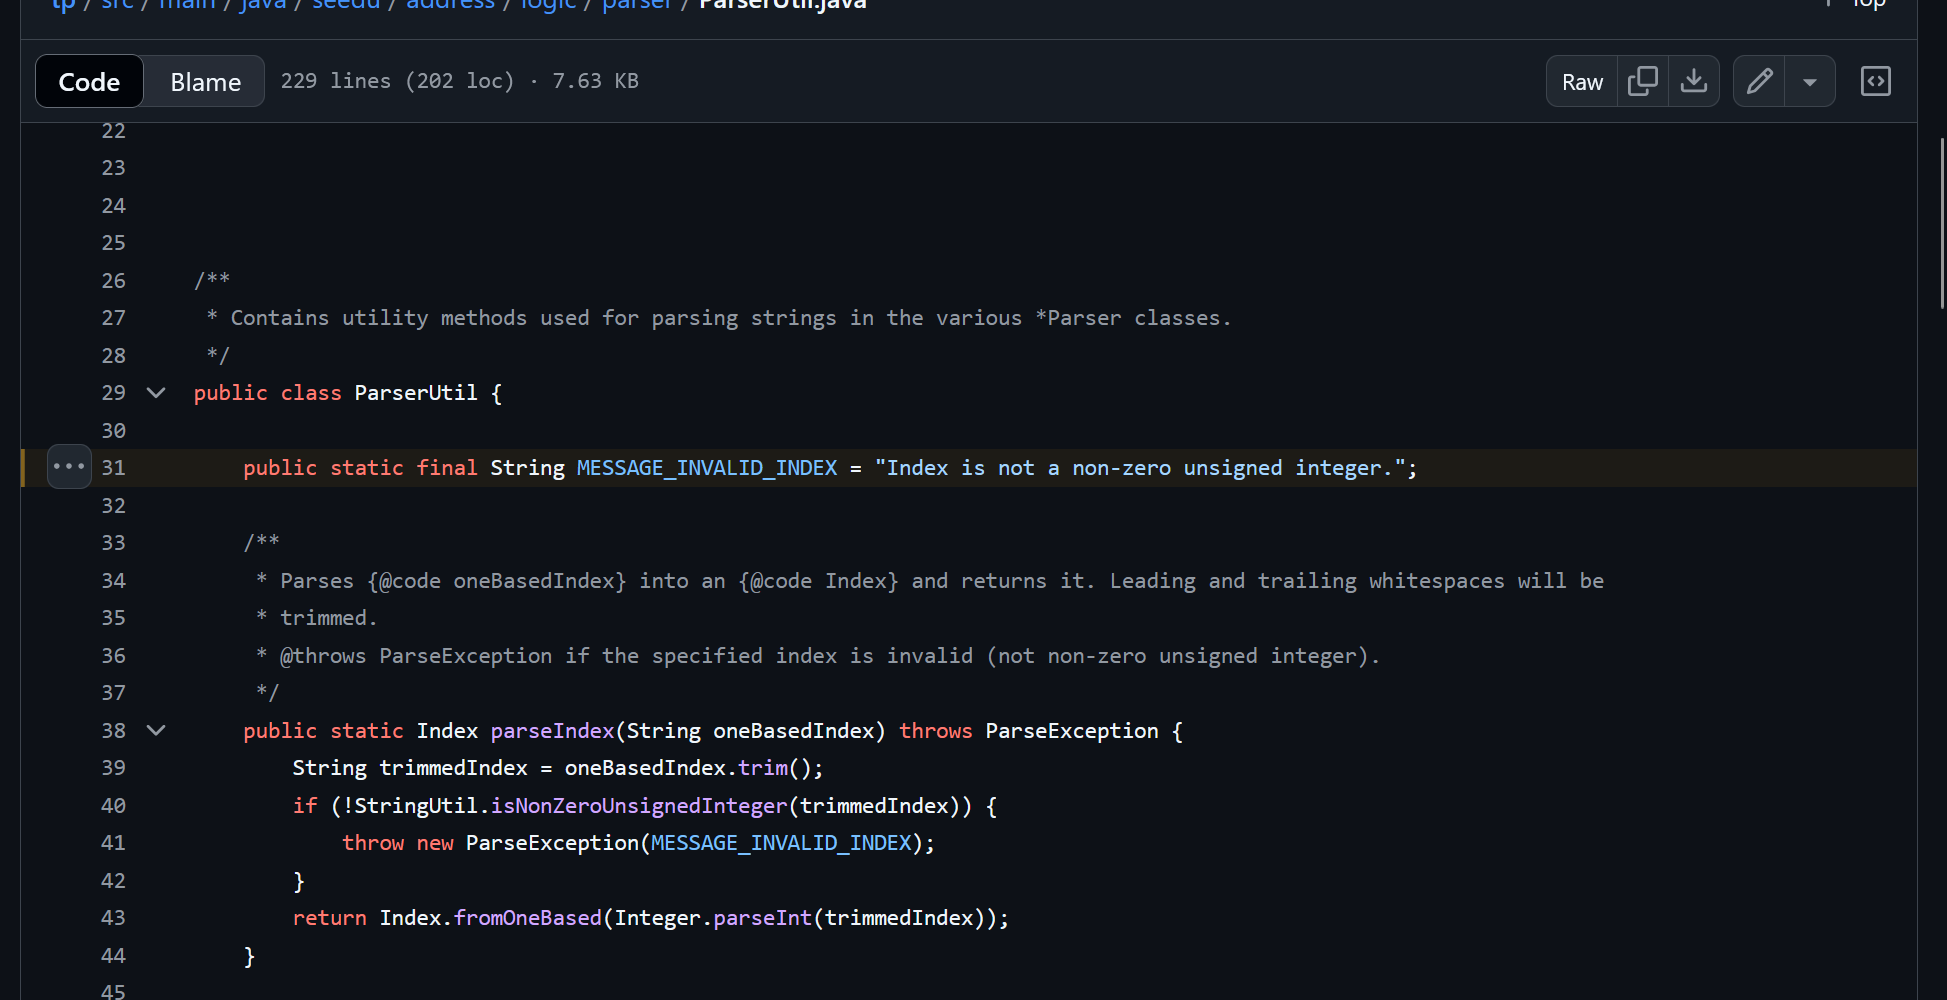 tp / src / main / java / seedu / address / logic / parser / ParserUtil.java
Top
Code Blame 229 lines (202 loc) · 7.63 KB Raw
22
23
24
25
26 /**
27  * Contains utility methods used for parsing strings in the various *Parser classes.
28  */
29 public class ParserUtil {
30
31     public static final String MESSAGE_INVALID_INDEX = "Index is not a non-zero unsigned integer.";
32
33     /**
34      * Parses {@code oneBasedIndex} into an {@code Index} and returns it. Leading and trailing whitespaces will be
35      * trimmed.
36      * @throws ParseException if the specified index is invalid (not non-zero unsigned integer).
37      */
38     public static Index parseIndex(String oneBasedIndex) throws ParseException {
39         String trimmedIndex = oneBasedIndex.trim();
40         if (!StringUtil.isNonZeroUnsignedInteger(trimmedIndex)) {
41             throw new ParseException(MESSAGE_INVALID_INDEX);
42         }
43         return Index.fromOneBased(Integer.parseInt(trimmedIndex));
44     }
45